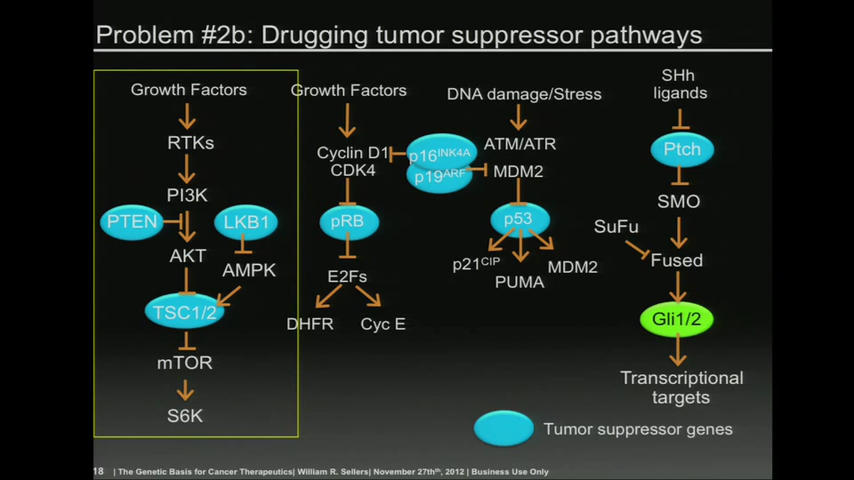 Problem #2b: Drugging tumor suppressor pathways
Growth Factors
RTKs
PI3K
PTEN
LKB1
AKT
AMPK
TSC1/2
mTOR
S6K
Growth Factors
Cyclin D1
CDK4
p16INK4A
p19ARF
pRB
E2Fs
DHFR
Cyc E
DNA damage/Stress
ATM/ATR
MDM2
p53
p21CIP
PUMA
MDM2
SHh
ligands
Ptch
SMO
SuFu
Fused
Gli1/2
Transcriptional
targets
Tumor suppressor genes
18 | The Genetic Basis for Cancer Therapeutics| William R. Sellers| November 27th, 2012 | Business Use Only